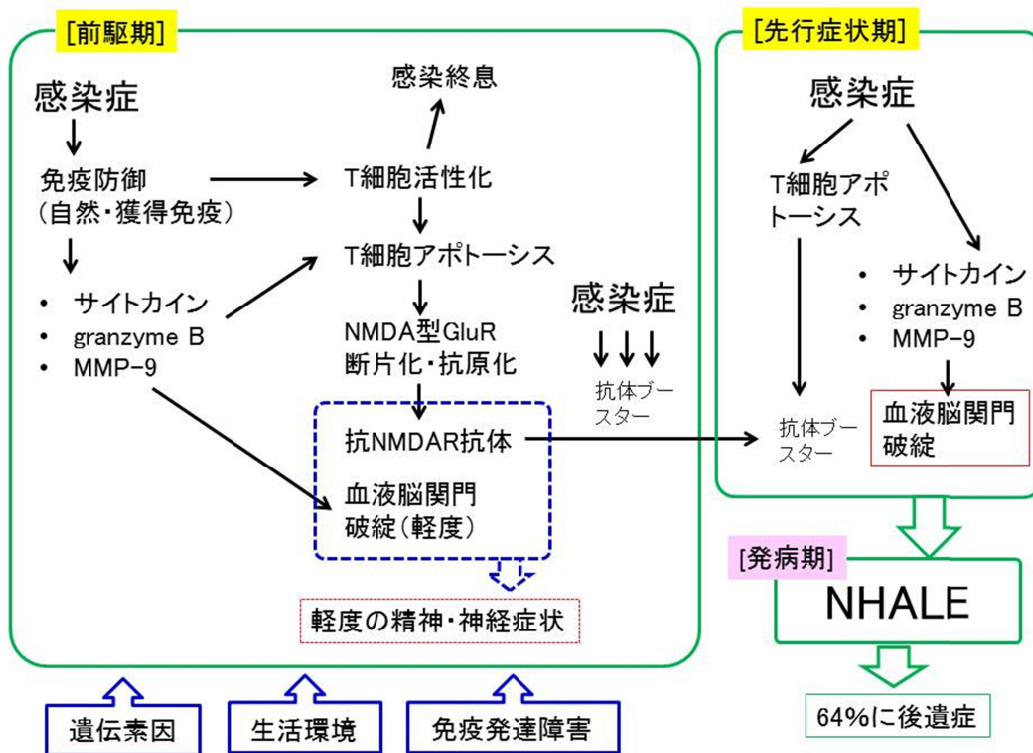 [前駆期]
感染症
免疫防御
(自然・獲得免疫)
• サイトカイン
• granzyme B
• MMP-9
感染終息
T細胞活性化
T細胞アポトーシス
NMDA型GluR
断片化・抗原化
抗NMDAR抗体
血液脳関門
破綻(軽度)
軽度の精神・神経症状
感染症
抗体ブー
スター
遺伝素因
生活環境
免疫発達障害
[先行症状期]
感染症
T細胞アポ
トーシス
• サイトカイン
• granzyme B
• MMP-9
抗体ブー
スター
血液脳関門
破綻
[発病期]
NHALE
64%に後遺症